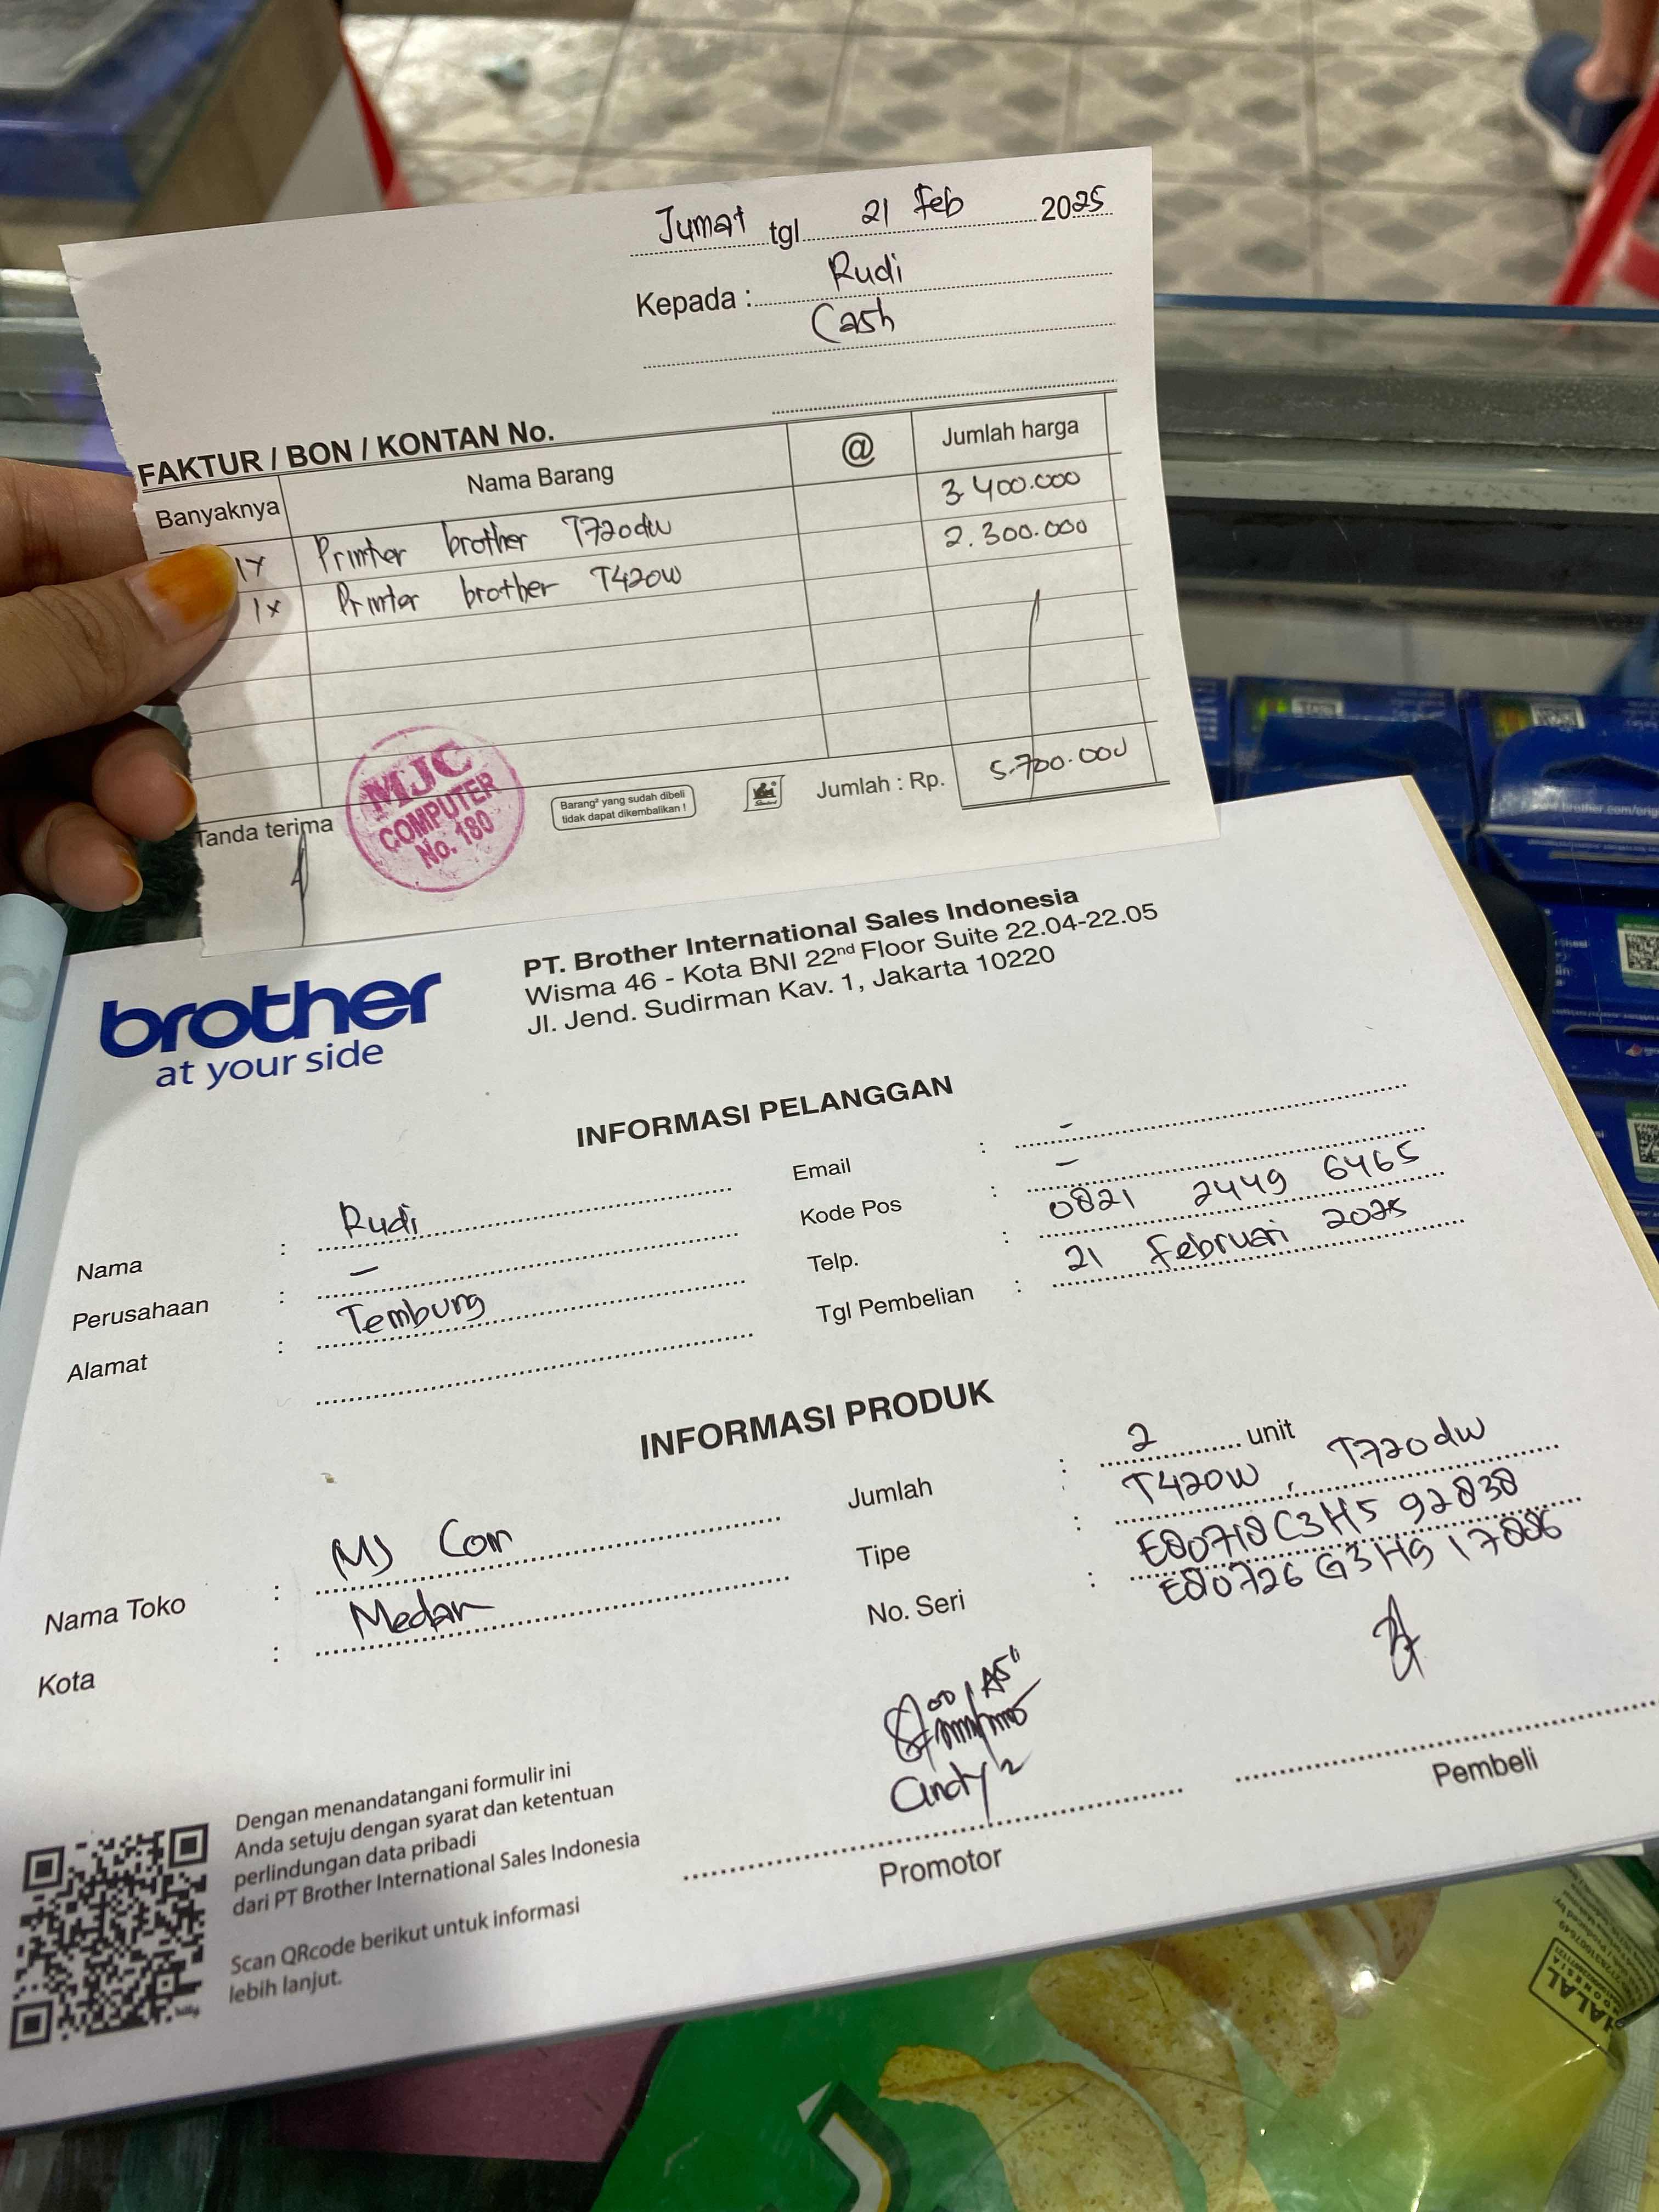 Jumat tgl. 21 Feb 2025
Kepada : Rudi
Cash
FAKTUR / BON / KONTAN No.
Banyaknya Nama Barang @ Jumlah harga
1x Printer brother T720dw 3.400.000
1x Printer brother T420W 2.300.000
Jumlah : Rp. 5.700.000
Tanda terima
MJC
COMPUTER
No. 180
Barang² yang sudah dibeli
tidak dapat dikembalikan !
brother
at your side
PT. Brother International Sales Indonesia
Wisma 46 - Kota BNI 22nd Floor Suite 22.04-22.05
Jl. Jend. Sudirman Kav. 1, Jakarta 10220
INFORMASI PELANGGAN
Nama : Rudi
Perusahaan : -
Alamat : Tembung
Email : -
Kode Pos : -
Telp. : 0821 2449 6465
Tgl Pembelian : 21 Februari 2025
INFORMASI PRODUK
Nama Toko : MJ Com
Kota : Medan
Jumlah : 2 unit
Tipe : T420W, T720dw
No. Seri : E80718C3H5 92838
E80726G3H9 17886
Cindy
Promotor
Pembeli
Dengan menandatangani formulir ini
Anda setuju dengan syarat dan ketentuan
perlindungan data pribadi
dari PT Brother International Sales Indonesia
Scan QRcode berikut untuk informasi
lebih lanjut.
HALAL